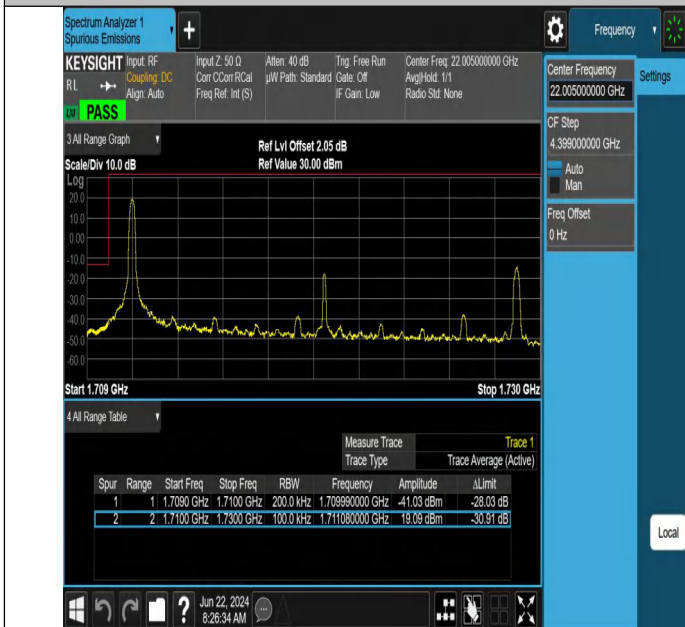 Spectrum Analyzer 1
Spurious Emissions
+
Frequency
KEYSIGHT
RL
Input: RF
Coupling: DC
Align: Auto
Input Z: 50 Ω
Corr CCorr RCal
Freq Ref: Int (S)
Atten: 40 dB
µW Path: Standard
Trig: Free Run
Gate: Off
IF Gain: Low
Center Freq: 22.005000000 GHz
Avg|Hold: 1/1
Radio Std: None
PASS
Center Frequency
22.005000000 GHz
Settings
CF Step
4.399000000 GHz
Auto
Man
Freq Offset
0 Hz
3 All Range Graph
Scale/Div 10.0 dB
Ref Lvl Offset 2.05 dB
Ref Value 30.00 dBm
Log
20.0
10.0
0.00
-10.0
-20.0
-30.0
-40.0
-50.0
-60.0
Start 1.709 GHz
Stop 1.730 GHz
4 All Range Table
Measure Trace Trace 1
Trace Type Trace Average (Active)
Spur Range Start Freq Stop Freq RBW Frequency Amplitude ΔLimit
1 1 1.7090 GHz 1.7100 GHz 200.0 kHz 1.709990000 GHz -41.03 dBm -28.03 dB
2 2 1.7100 GHz 1.7300 GHz 100.0 kHz 1.711080000 GHz 19.09 dBm -30.91 dB
Local
?
Jun 22, 2024
8:26:34 AM